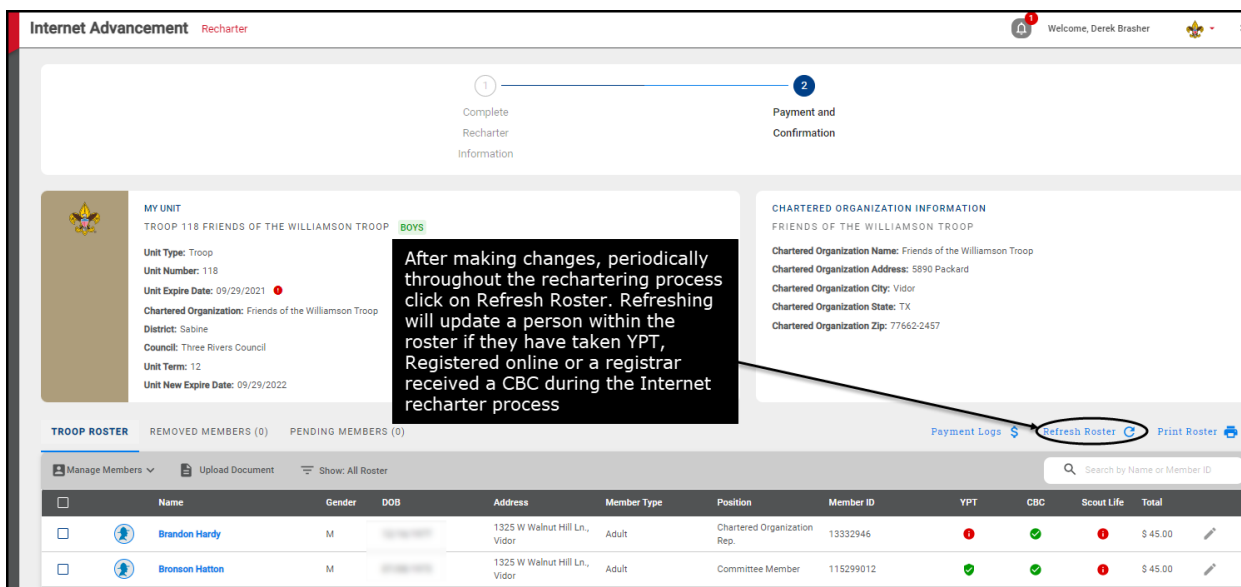 Internet Advancement Recharter
1
Welcome, Derek Brasher
1
2
Complete
Recharter
Information
Payment and
Confirmation
MY UNIT
TROOP 118 FRIENDS OF THE WILLIAMSON TROOP BOYS
Unit Type: Troop
Unit Number: 118
Unit Expire Date: 09/29/2021
Chartered Organization: Friends of the Williamson Troop
District: Sabine
Council: Three Rivers Council
Unit Term: 12
Unit New Expire Date: 09/29/2022
After making changes, periodically
throughout the rechartering process
click on Refresh Roster. Refreshing
will update a person within the
roster if they have taken YPT,
Registered online or a registrar
received a CBC during the Internet
recharter process
CHARTERED ORGANIZATION INFORMATION
FRIENDS OF THE WILLIAMSON TROOP
Chartered Organization Name: Friends of the Williamson Troop
Chartered Organization Address: 5890 Packard
Chartered Organization City: Vidor
Chartered Organization State: TX
Chartered Organization Zip: 77662-2457
TROOP ROSTER REMOVED MEMBERS (0) PENDING MEMBERS (0)
Payment Logs $ Refresh Roster Print Roster
Manage Members Upload Document Show: All Roster
Search by Name or Member ID
Name Gender DOB Address Member Type Position Member ID YPT CBC Scout Life Total
Brandon Hardy M 1325 W Walnut Hill Ln., Vidor Adult Chartered Organization Rep. 13332946 $ 45.00
Bronson Hatton M 1325 W Walnut Hill Ln., Vidor Adult Committee Member 115299012 $ 45.00